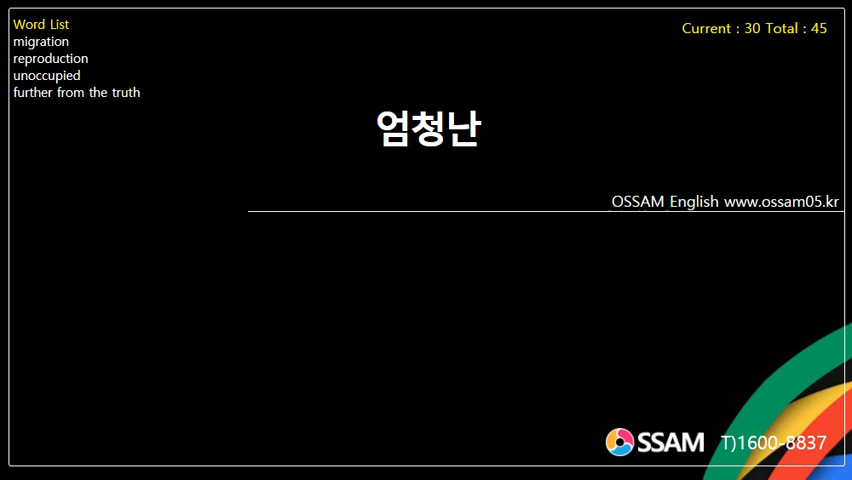 Word List
migration
reproduction
unoccupied
further from the truth
Current : 30 Total : 45
엄청난
OSSAM English www.ossam05.kr
OSSAM T)1600-8837